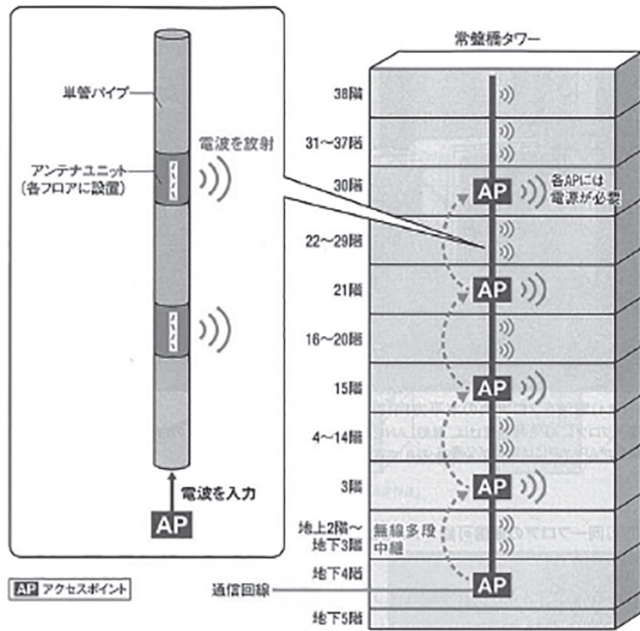 単管パイプ
電波を放射
アンテナユニット
(各フロアに設置)
電波を入力
AP
AP アクセスポイント
常盤橋タワー
38階
31〜37階
30階
AP
各APには
電源が必要
22〜29階
21階
AP
16〜20階
15階
AP
4〜14階
3階
AP
地上2階〜
地下3階
無線多段
中継
地下4階
AP
通信回線
地下5階